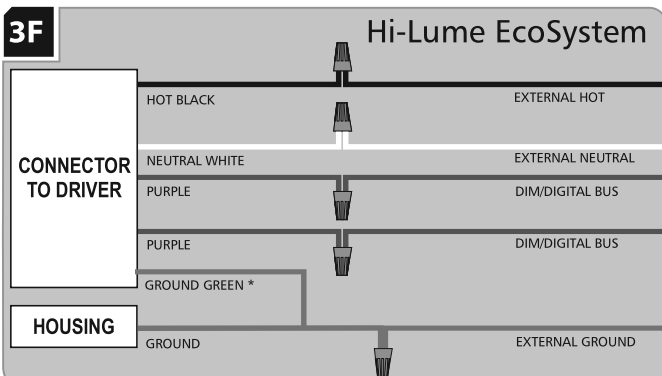 3F
Hi-Lume EcoSystem
HOT BLACK
EXTERNAL HOT
CONNECTOR
TO DRIVER
NEUTRAL WHITE
EXTERNAL NEUTRAL
PURPLE
DIM/DIGITAL BUS
PURPLE
DIM/DIGITAL BUS
GROUND GREEN *
HOUSING
GROUND
EXTERNAL GROUND